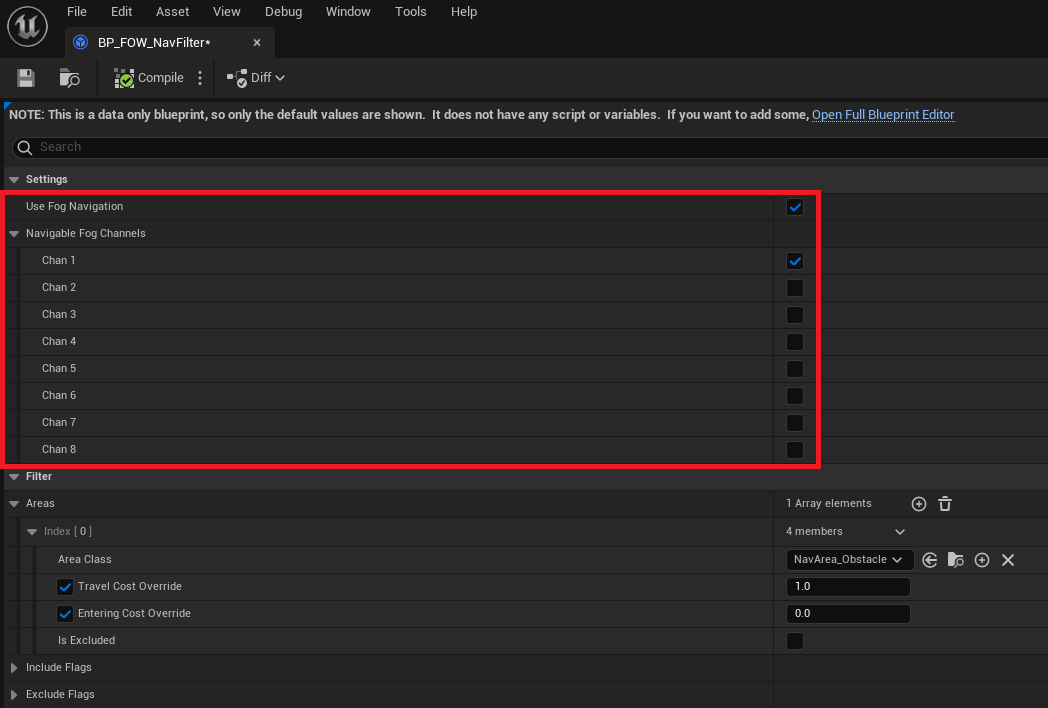 File Edit Asset View Debug Window Tools Help
BP_FOW_NavFilter*
Compile Diff
NOTE: This is a data only blueprint, so only the default values are shown.  It does not have any script or variables.  If you want to add some, Open Full Blueprint Editor
Search
Settings
Use Fog Navigation
Navigable Fog Channels
Chan 1
Chan 2
Chan 3
Chan 4
Chan 5
Chan 6
Chan 7
Chan 8
Filter
Areas 1 Array elements
Index [ 0 ] 4 members
Area Class NavArea_Obstacle
Travel Cost Override 1.0
Entering Cost Override 0.0
Is Excluded
Include Flags
Exclude Flags